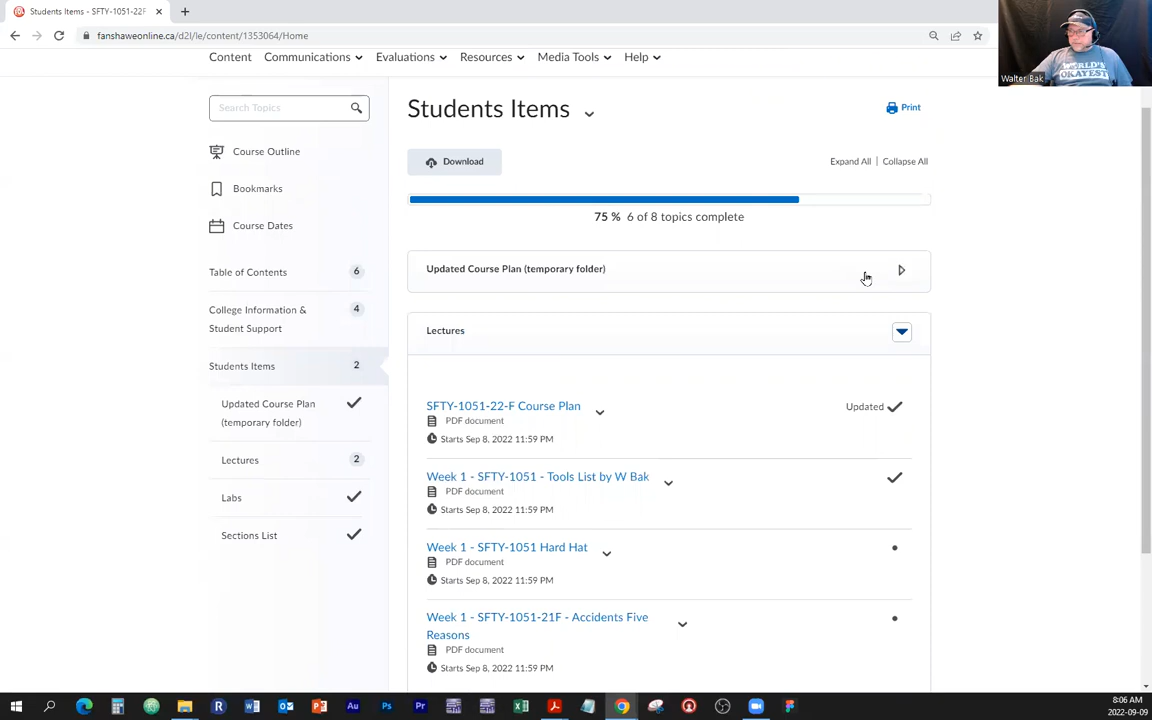 Students Items - SFTY-1051-22F
fanshaweonline.ca/d2l/le/content/1353064/Home
Content
Communications
Evaluations
Resources
Media Tools
Help
WORLD'S
OKAYEST
Walter Bak
Search Topics
Course Outline
Bookmarks
Course Dates
Table of Contents 6
College Information & 4
Student Support
Students Items 2
Updated Course Plan
(temporary folder)
Lectures 2
Labs
Sections List
Students Items
Print
Download
Expand All | Collapse All
75 % 6 of 8 topics complete
Updated Course Plan (temporary folder)
Lectures
SFTY-1051-22-F Course Plan
Updated
PDF document
Starts Sep 8, 2022 11:59 PM
Week 1 - SFTY-1051 - Tools List by W Bak
PDF document
Starts Sep 8, 2022 11:59 PM
Week 1 - SFTY-1051 Hard Hat
PDF document
Starts Sep 8, 2022 11:59 PM
Week 1 - SFTY-1051-21F - Accidents Five
Reasons
PDF document
Starts Sep 8, 2022 11:59 PM
R
W
P
Au
Ps
Pr
X
8:06 AM
2022-09-09